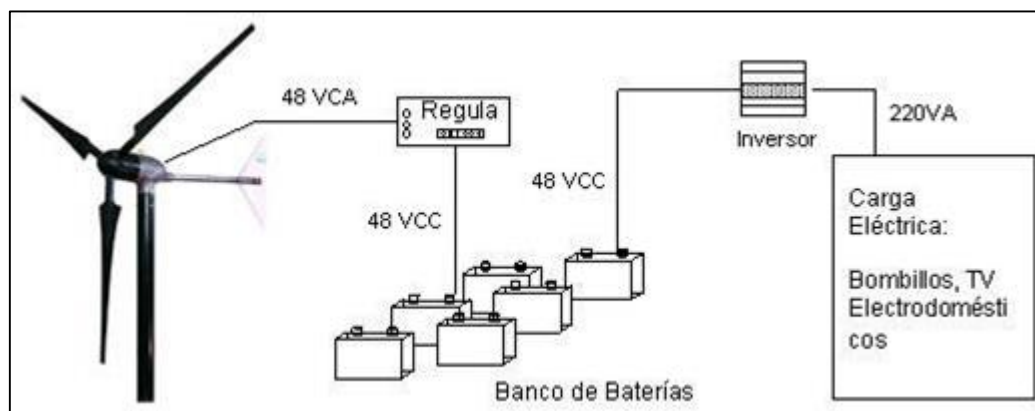 48 VCA
Regula
48 VCC
48 VCC
Inversor
220VA
Carga
Eléctrica:
Bombillos, TV
Electrodomésti
cos
Banco de Baterías